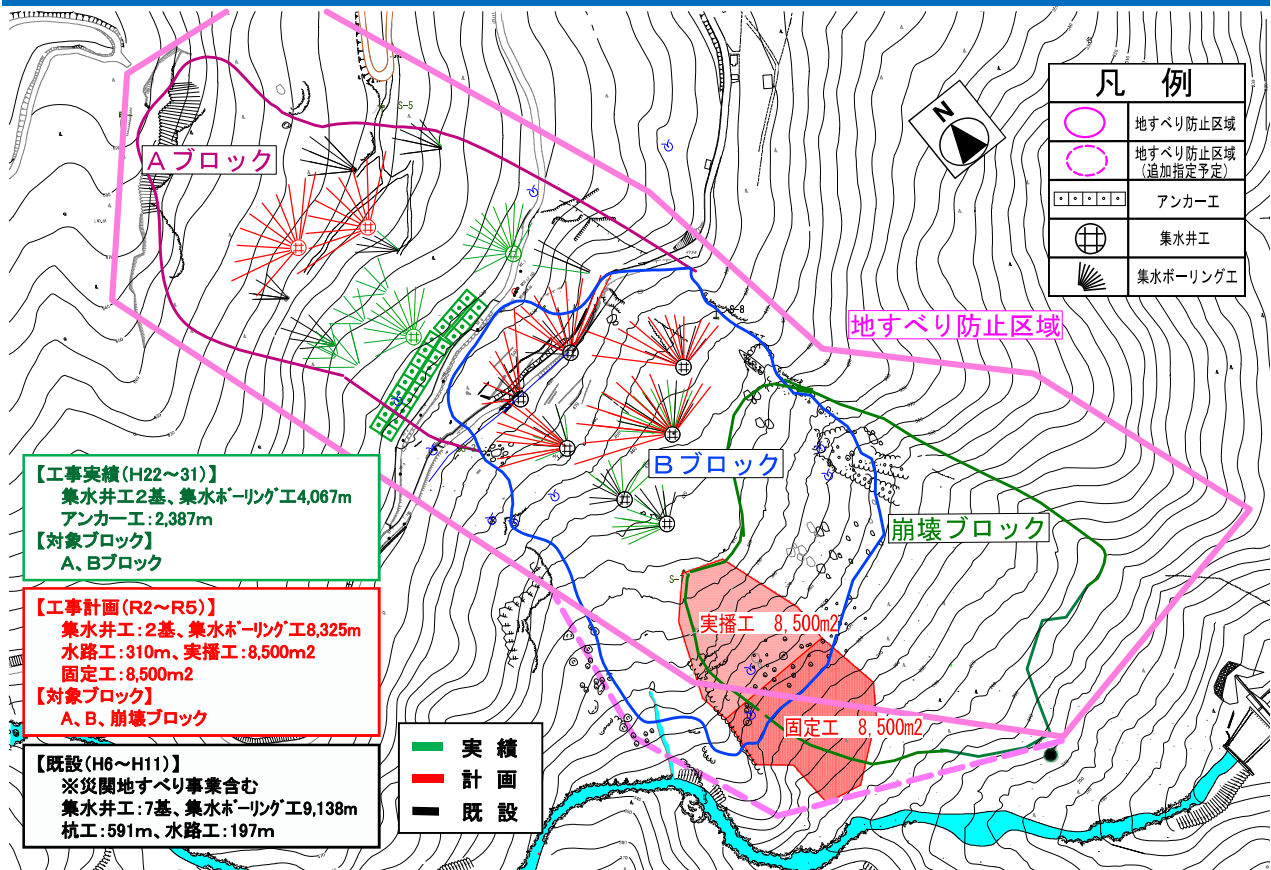 凡 例
地すべり防止区域
地すべり防止区域
(追加指定予定)
アンカー工
集水井工
集水ボーリング工
N
S-5
Aブロック
S-8
地すべり防止区域
Bブロック
崩壊ブロック
実播工 8,500m2
固定工 8,500m2
【工事実績(H22～31)】
集水井工2基、集水ボーリング工4,067m
アンカー工:2,387m
【対象ブロック】
A、Bブロック
【工事計画(R2～R5)】
集水井工:2基、集水ボーリング工8,325m
水路工:310m、実播工:8,500m2
固定工:8,500m2
【対象ブロック】
A、B、崩壊ブロック
【既設(H6～H11)】
※災関地すべり事業含む
集水井工:7基、集水ボーリング工9,138m
杭工:591m、水路工:197m
実 績
計 画
既 設